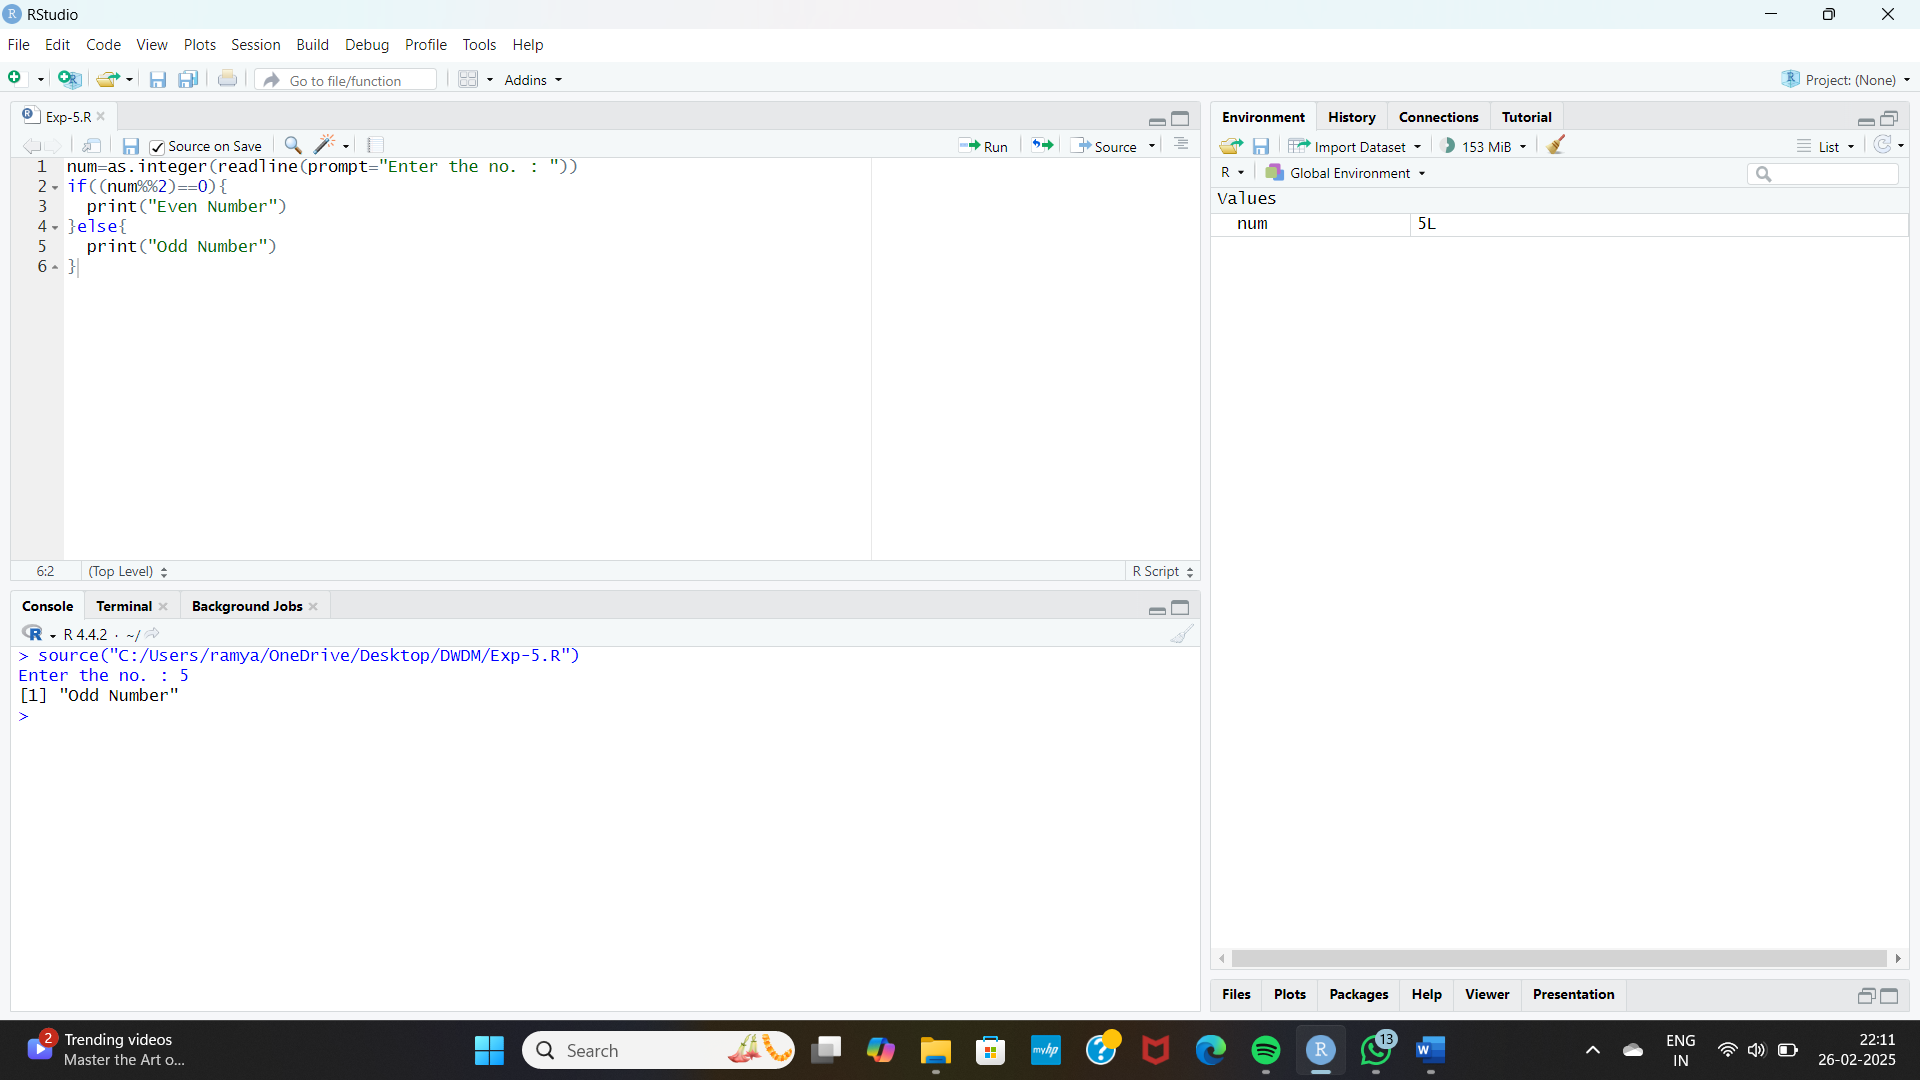 RStudio
File Edit Code View Plots Session Build Debug Profile Tools Help
Go to file/function Addins Project: (None)
Exp-5.R
Source on Save Run Source
1 num=as.integer(readline(prompt="Enter the no. : "))
2 if((num%%2)==0){
3 print("Even Number")
4 }else{
5 print("Odd Number")
6 }
6:2 (Top Level) R Script
Console Terminal Background Jobs
R R 4.4.2 · ~/
> source("C:/Users/ramya/OneDrive/Desktop/DWDM/Exp-5.R")
Enter the no. : 5
[1] "Odd Number"
>
Environment History Connections Tutorial
Import Dataset 153 MiB List
R Global Environment
Values
num 5L
Files Plots Packages Help Viewer Presentation
2 Trending videos
Master the Art o...
Search
myhp
R
13
W
ENG
IN
22:11
26-02-2025